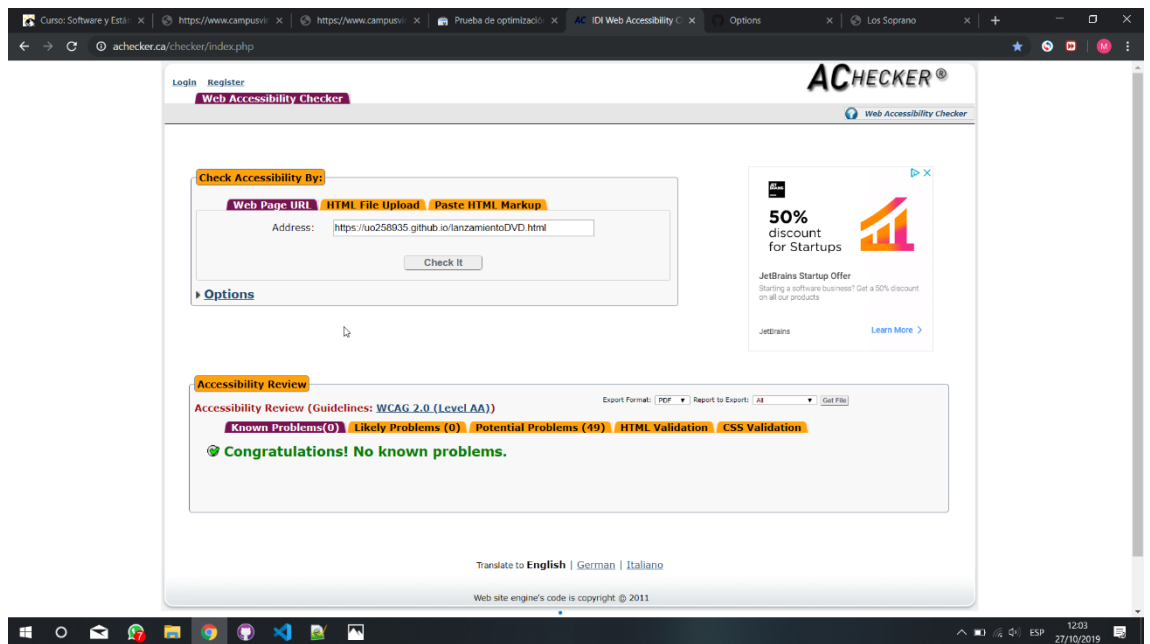 Curso: Software y Están
https://www.campusvir
https://www.campusvir
Prueba de optimización
AC IDI Web Accessibility C
Options
Los Soprano
achecker.ca/checker/index.php
M
Login Register
ACHECKER®
Web Accessibility Checker
Web Accessibility Checker
Check Accessibility By:
Web Page URL HTML File Upload Paste HTML Markup
Address: https://uo258935.github.io/lanzamientoDVD.html
Check It
Options
50%
discount
for Startups
JetBrains Startup Offer
Starting a software business? Get a 50% discount
on all our products
JetBrains Learn More
Accessibility Review
Export Format: PDF Report to Export: All Get File
Accessibility Review (Guidelines: WCAG 2.0 (Level AA))
Known Problems(0) Likely Problems (0) Potential Problems (49) HTML Validation CSS Validation
Congratulations! No known problems.
Translate to English | German | Italiano
Web site engine's code is copyright © 2011
7
ESP
12:03
27/10/2019